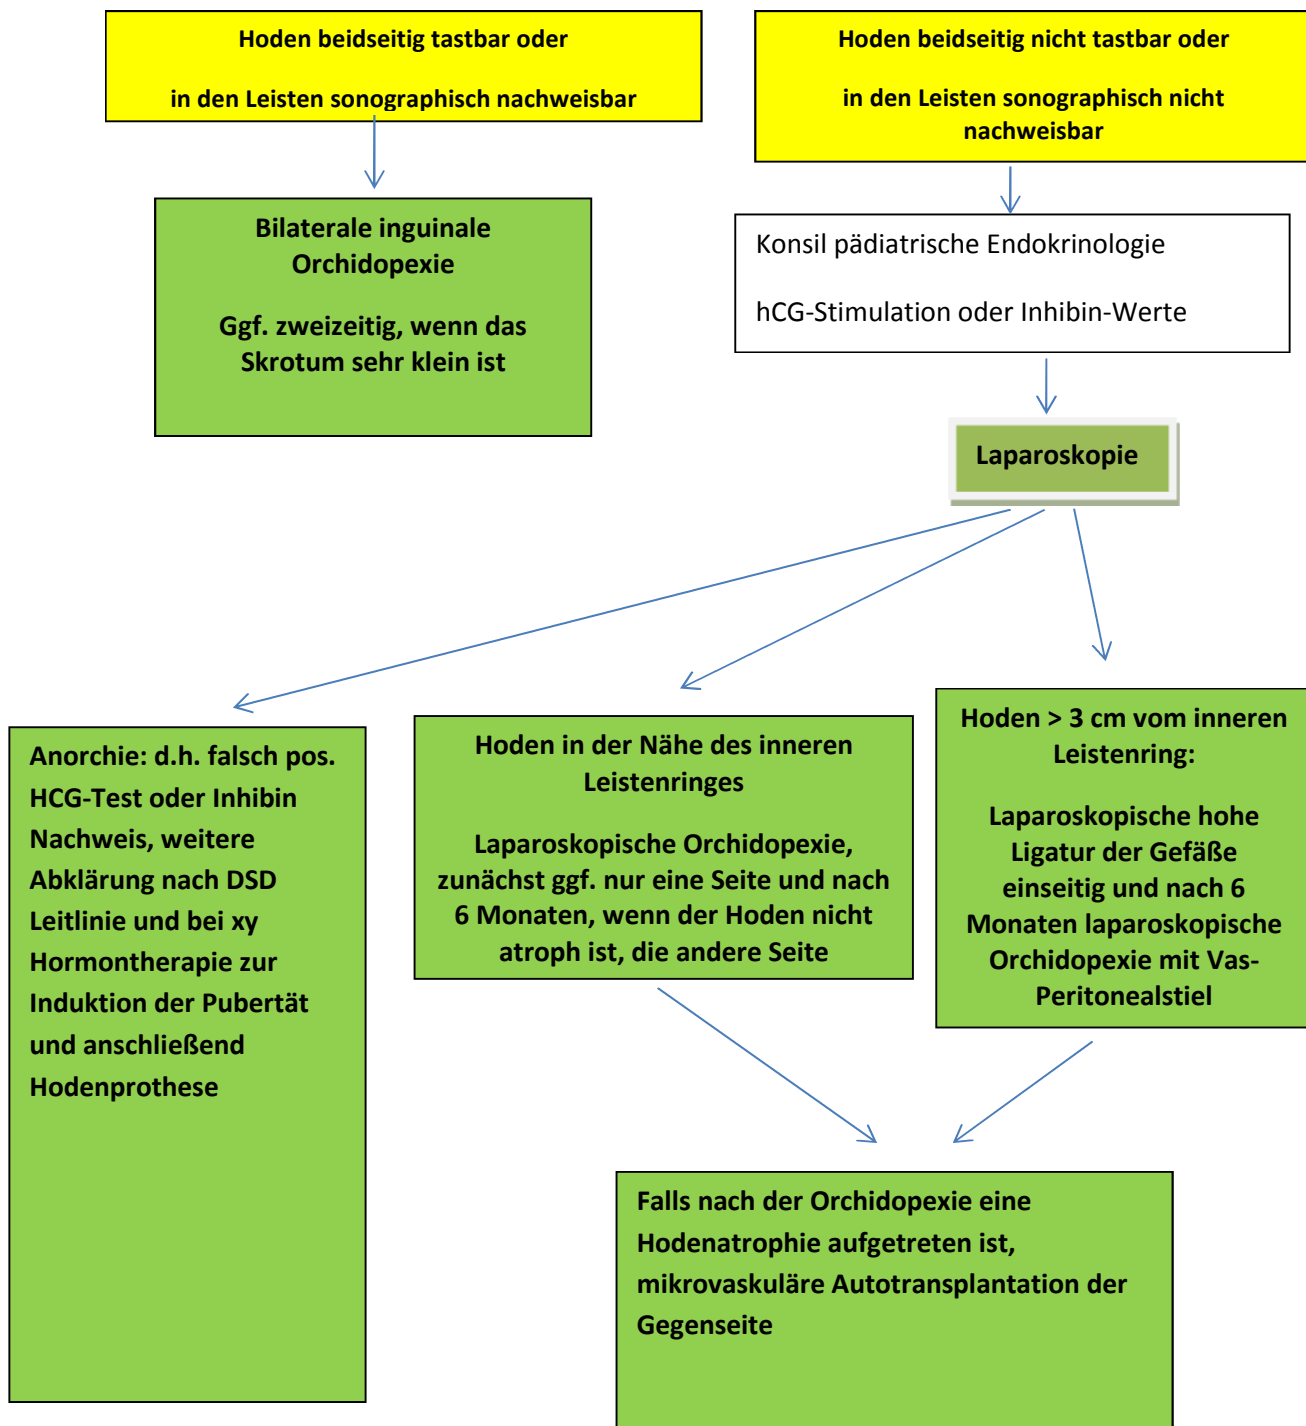 Hoden beidseitig tastbar oder
in den Leisten sonographisch nachweisbar
Hoden beidseitig nicht tastbar oder
in den Leisten sonographisch nicht
nachweisbar
Bilaterale inguinale
Orchidopexie
Ggf. zweizeitig, wenn das
Skrotum sehr klein ist
Konsil pädiatrische Endokrinologie
hCG-Stimulation oder Inhibin-Werte
Laparoskopie
Anorchie: d.h. falsch pos.
HCG-Test oder Inhibin
Nachweis, weitere
Abklärung nach DSD
Leitlinie und bei xy
Hormontherapie zur
Induktion der Pubertät
und anschließend
Hodenprothese
Hoden in der Nähe des inneren
Leistenringes
Laparoskopische Orchidopexie,
zunächst ggf. nur eine Seite und nach
6 Monaten, wenn der Hoden nicht
atroph ist, die andere Seite
Hoden > 3 cm vom inneren
Leistenring:
Laparoskopische hohe
Ligatur der Gefäße
einseitig und nach 6
Monaten laparoskopische
Orchidopexie mit Vas-
Peritonealstiel
Falls nach der Orchidopexie eine
Hodenatrophie aufgetreten ist,
mikrovaskuläre Autotransplantation der
Gegenseite